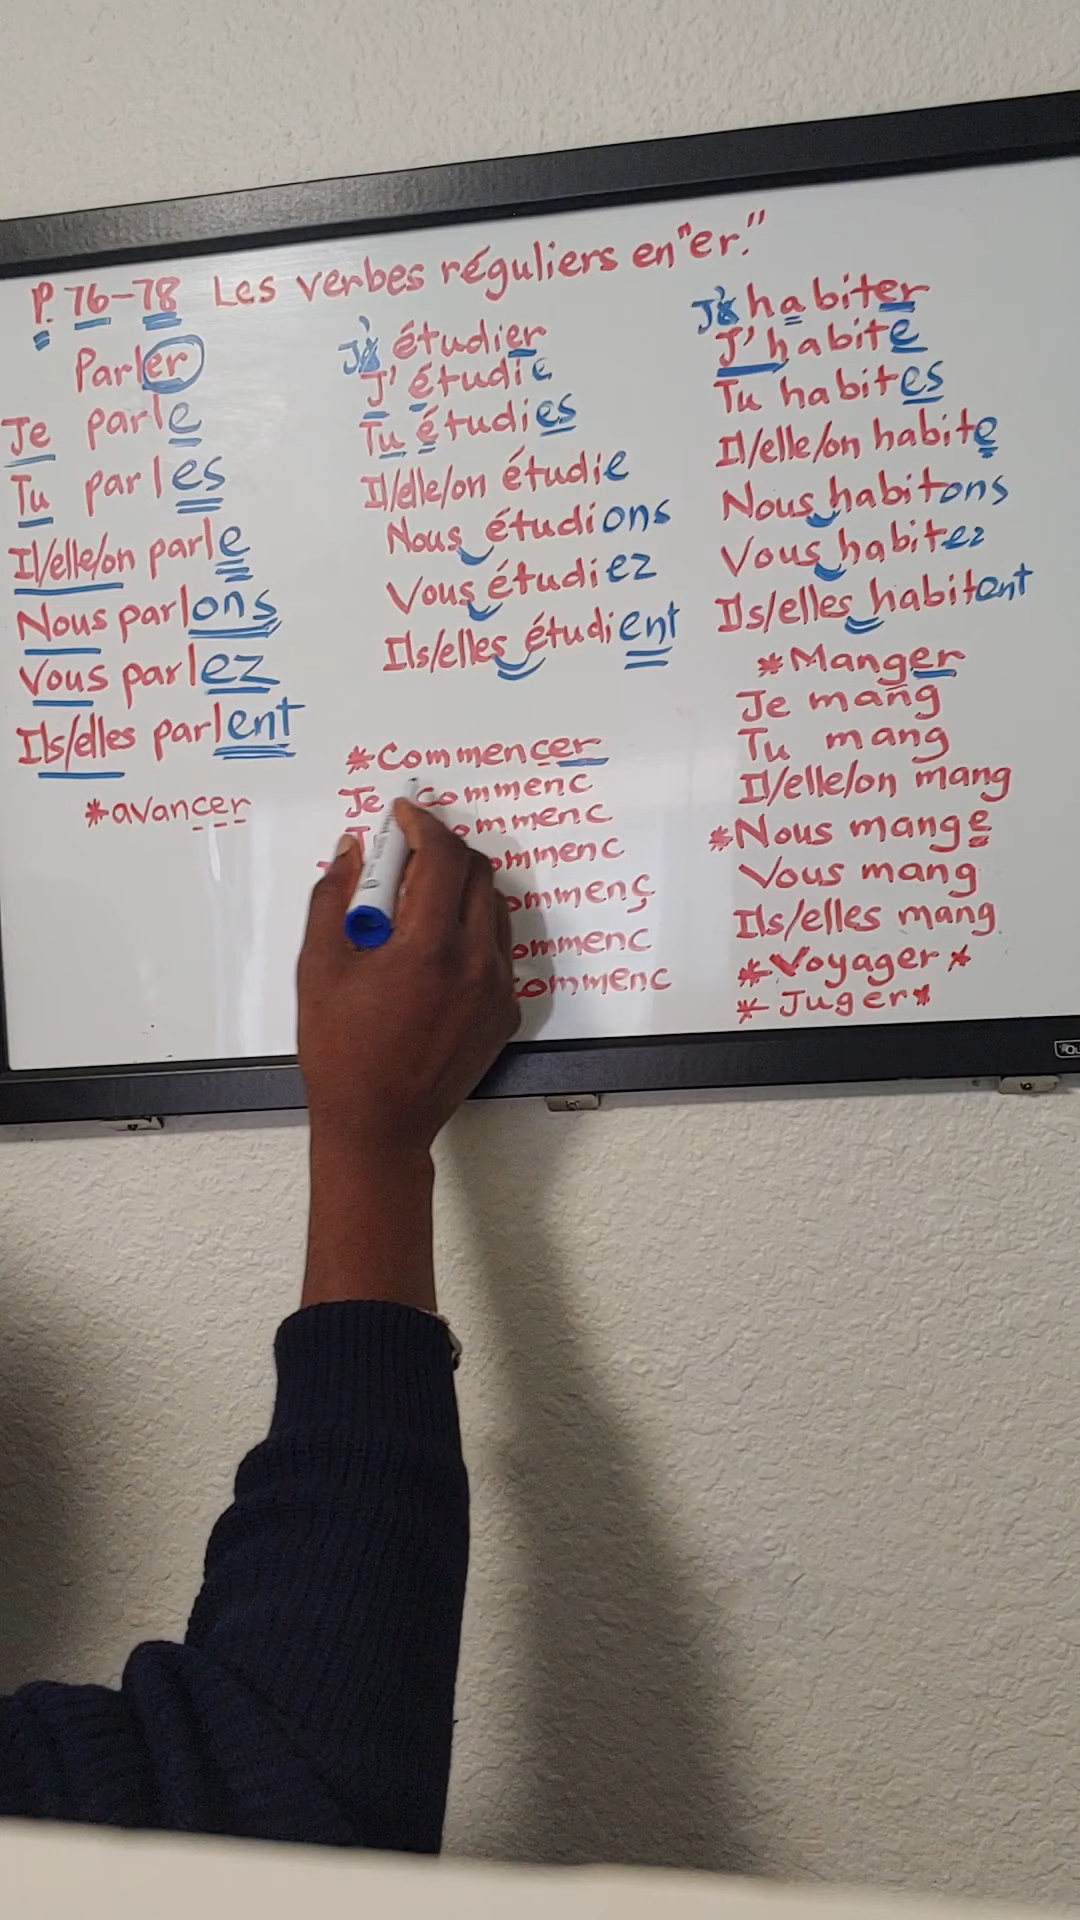 P. 76-78 Les verbes réguliers en "er."
Parler
Je parle
Tu parles
Il/elle/on parle
Nous parlons
Vous parlez
Ils/elles parlent
*avancer
étudier
J'étudie
Tu étudies
Il/elle/on étudie
Nous étudions
Vous étudiez
Ils/elles étudient
*Commencer
Je commenc
ommenc
ommenc
ommenç
ommenc
commenc
habiter
J'habite
Tu habites
Il/elle/on habite
Nous habitons
Vous habitez
Ils/elles habitent
*Manger
Je mang
Tu mang
Il/elle/on mang
*Nous mange
Vous mang
Ils/elles mang
*Voyager*
*Juger*